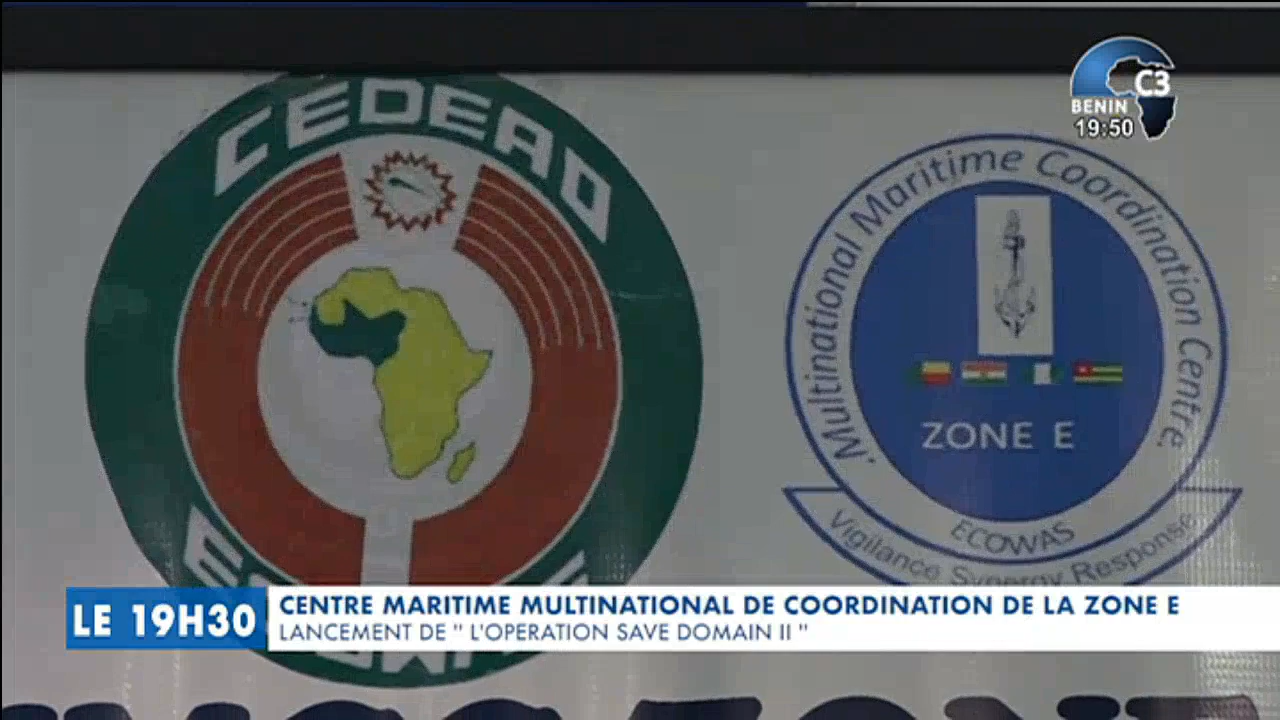 C3
BENIN
19:50
CEDEAO
Multinational Maritime Coordination Centre
ZONE E
ECOWAS
Vigilance Synergy Response
LE 19H30
CENTRE MARITIME MULTINATIONAL DE COORDINATION DE LA ZONE E
LANCEMENT DE " L'OPERATION SAVE DOMAIN II "